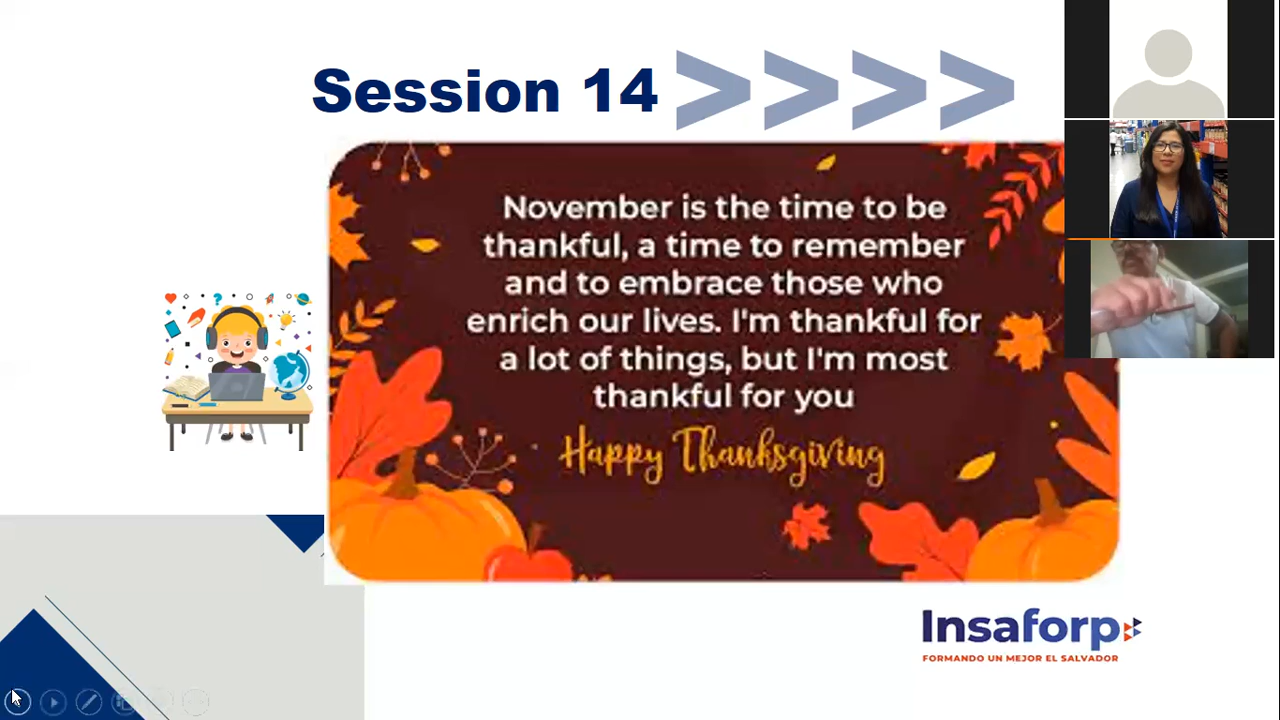 Session 14
November is the time to be
thankful, a time to remember
and to embrace those who
enrich our lives. I'm thankful for
a lot of things, but I'm most
thankful for you
Happy Thanksgiving
Insaforp
FORMANDO UN MEJOR EL SALVADOR